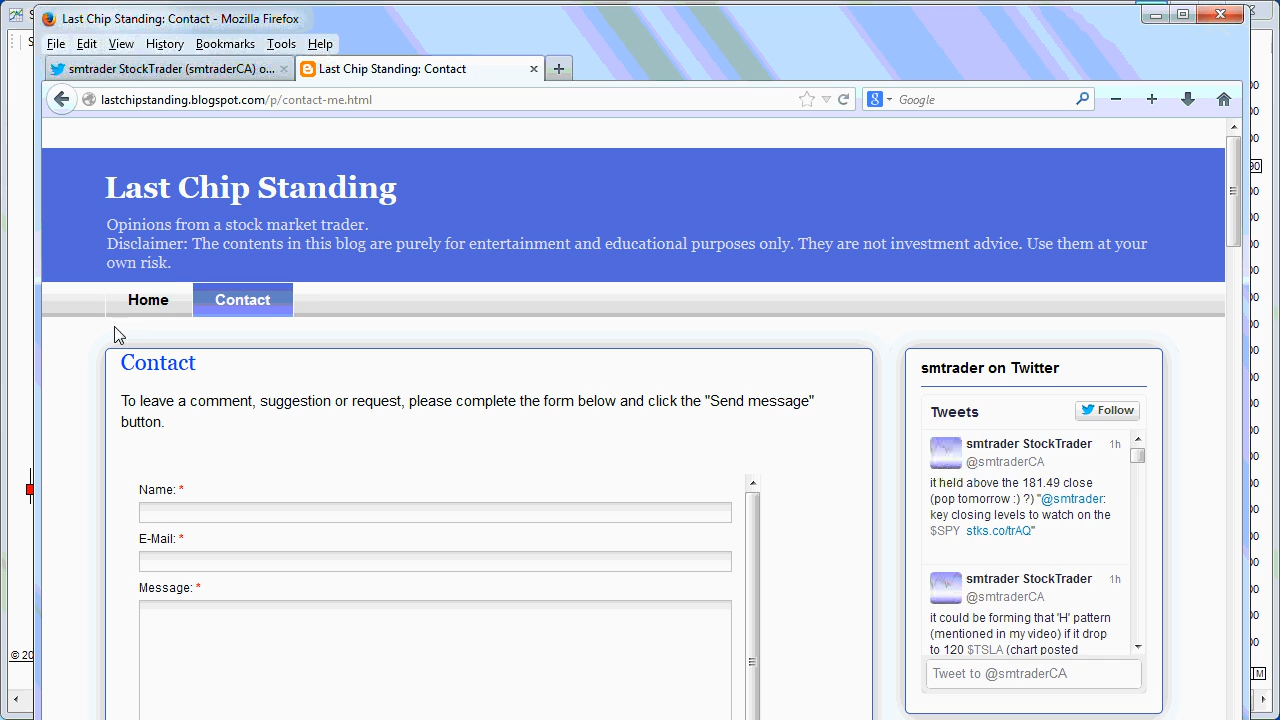 Last Chip Standing: Contact - Mozilla Firefox
File Edit View History Bookmarks Tools Help
smtrader StockTrader (smtraderCA) o...
Last Chip Standing: Contact
lastchipstanding.blogspot.com/p/contact-me.html
Google
Last Chip Standing
Opinions from a stock market trader.
Disclaimer: The contents in this blog are purely for entertainment and educational purposes only. They are not investment advice. Use them at your
own risk.
Home
Contact
Contact
To leave a comment, suggestion or request, please complete the form below and click the "Send message"
button.
Name: *
E-Mail: *
Message: *
smtrader on Twitter
Tweets
Follow
smtrader StockTrader 1h
@smtraderCA
it held above the 181.49 close
(pop tomorrow :) ?) "@smtrader:
key closing levels to watch on the
$SPY stks.co/trAQ"
smtrader StockTrader 1h
@smtraderCA
it could be forming that 'H' pattern
(mentioned in my video) if it drop
to 120 $TSLA (chart posted
Tweet to @smtraderCA
© 20
M